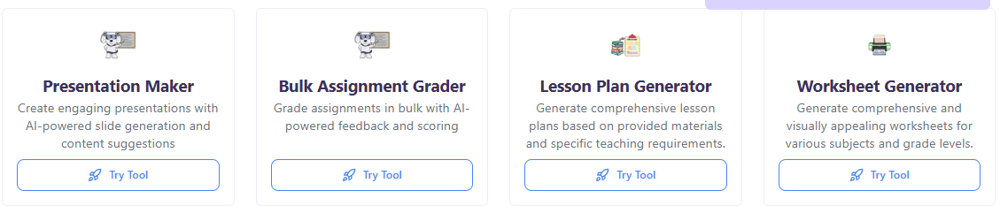 Presentation Maker
Create engaging presentations with
AI-powered slide generation and
content suggestions
Try Tool
Bulk Assignment Grader
Grade assignments in bulk with AI-
powered feedback and scoring
Try Tool
Lesson Plan Generator
Generate comprehensive lesson
plans based on provided materials
and specific teaching requirements.
Try Tool
Worksheet Generator
Generate comprehensive and
visually appealing worksheets for
various subjects and grade levels.
Try Tool